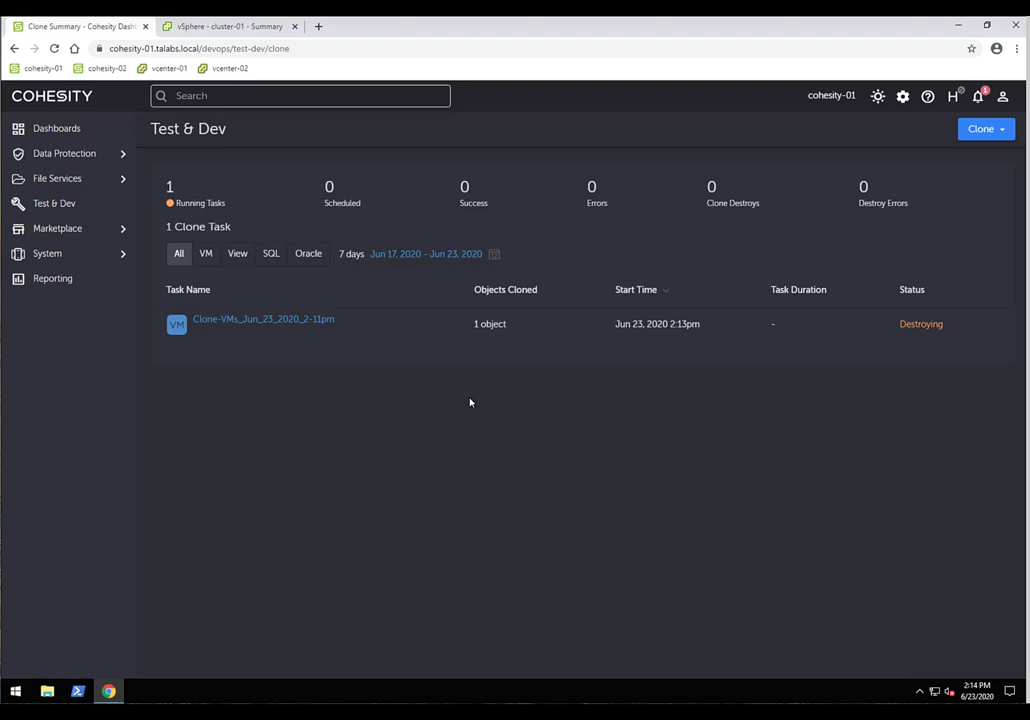 Clone Summary - Cohesity Dashb
vSphere - cluster-01 - Summary
cohesity-01.talabs.local/devops/test-dev/clone
cohesity-01
cohesity-02
vcenter-01
vcenter-02
COHESITY
Search
cohesity-01
H
1
Dashboards
Data Protection
File Services
Test & Dev
Marketplace
System
Reporting
Test & Dev
Clone
1
Running Tasks
0
Scheduled
0
Success
0
Errors
0
Clone Destroys
0
Destroy Errors
1 Clone Task
All VM View SQL Oracle 7 days Jun 17, 2020 - Jun 23, 2020
Task Name Objects Cloned Start Time Task Duration Status
VM Clone-VMs_Jun_23_2020_2-11pm 1 object Jun 23, 2020 2:13pm - Destroying
2:14 PM
6/23/2020